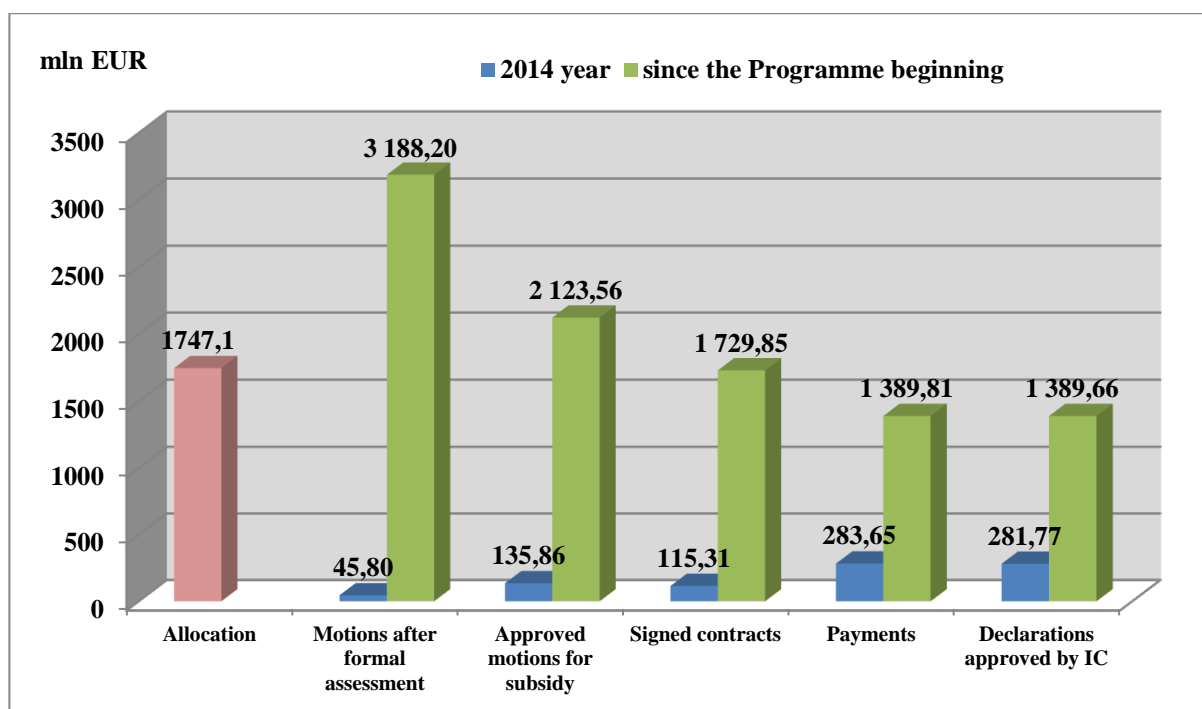 mln EUR
2014 year
since the Programme beginning
3500
3000
2500
2000
1500
1000
500
0
1747,1
45,80
3 188,20
135,86
2 123,56
115,31
1 729,85
283,65
1 389,81
281,77
1 389,66
Allocation
Motions after
formal
assessment
Approved
motions for
subsidy
Signed contracts
Payments
Declarations
approved by IC